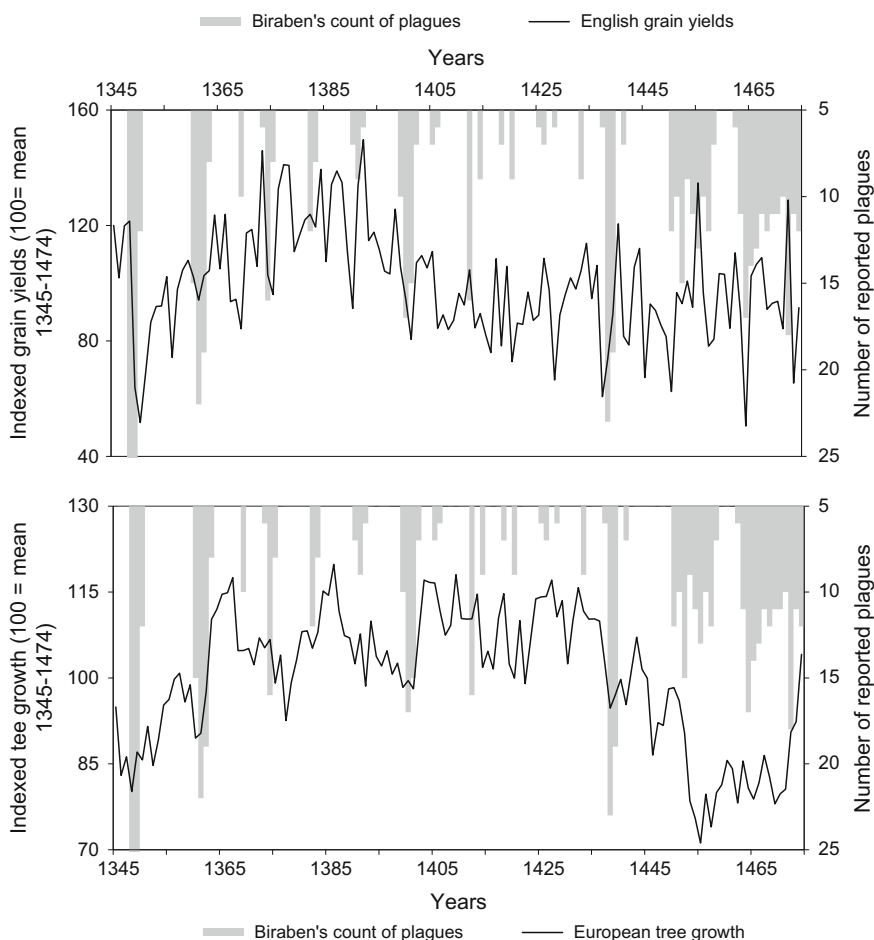 Biraben's count of plagues English grain yields
Years
1345 1365 1385 1405 1425 1445 1465
160 5
120 10
15
80
20
40 25
Indexed grain yields (100= mean
1345-1474)
Number of reported plagues
130 5
115 10
100 15
85 20
70 25
Indexed tee growth (100 = mean
1345-1474)
Number of reported plagues
1345 1365 1385 1405 1425 1445 1465
Years
Biraben's count of plagues European tree growth